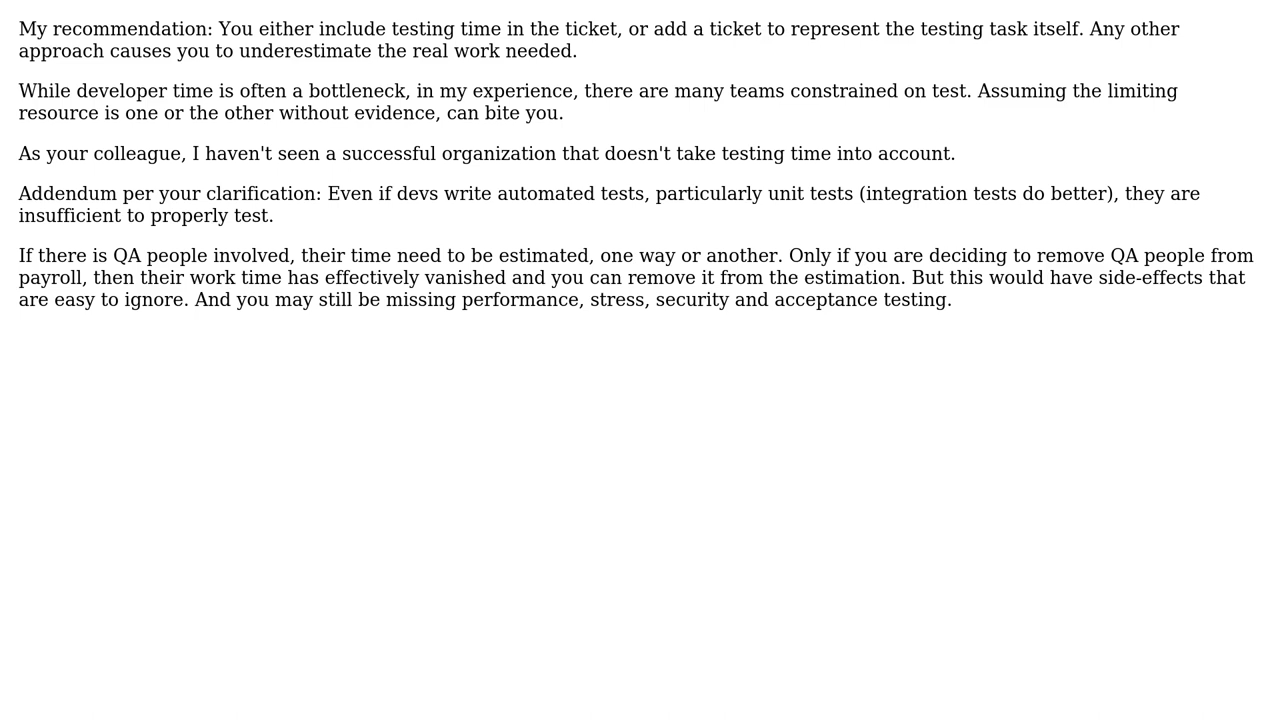 My recommendation: You either include testing time in the ticket, or add a ticket to represent the testing task itself. Any other
approach causes you to underestimate the real work needed.
While developer time is often a bottleneck, in my experience, there are many teams constrained on test. Assuming the limiting
resource is one or the other without evidence, can bite you.
As your colleague, I haven't seen a successful organization that doesn't take testing time into account.
Addendum per your clarification: Even if devs write automated tests, particularly unit tests (integration tests do better), they are
insufficient to properly test.
If there is QA people involved, their time need to be estimated, one way or another. Only if you are deciding to remove QA people from
payroll, then their work time has effectively vanished and you can remove it from the estimation. But this would have side-effects that
are easy to ignore. And you may still be missing performance, stress, security and acceptance testing.